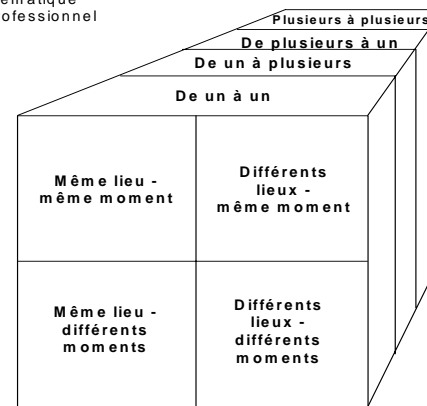 ofessionnel
Plusieurs à plusieurs
De plusieurs à un
De un à plusieurs
De un à un
Même lieu -
même moment
Différents
lieux -
même moment
Même lieu -
différents
moments
Différents
lieux -
différents
moments